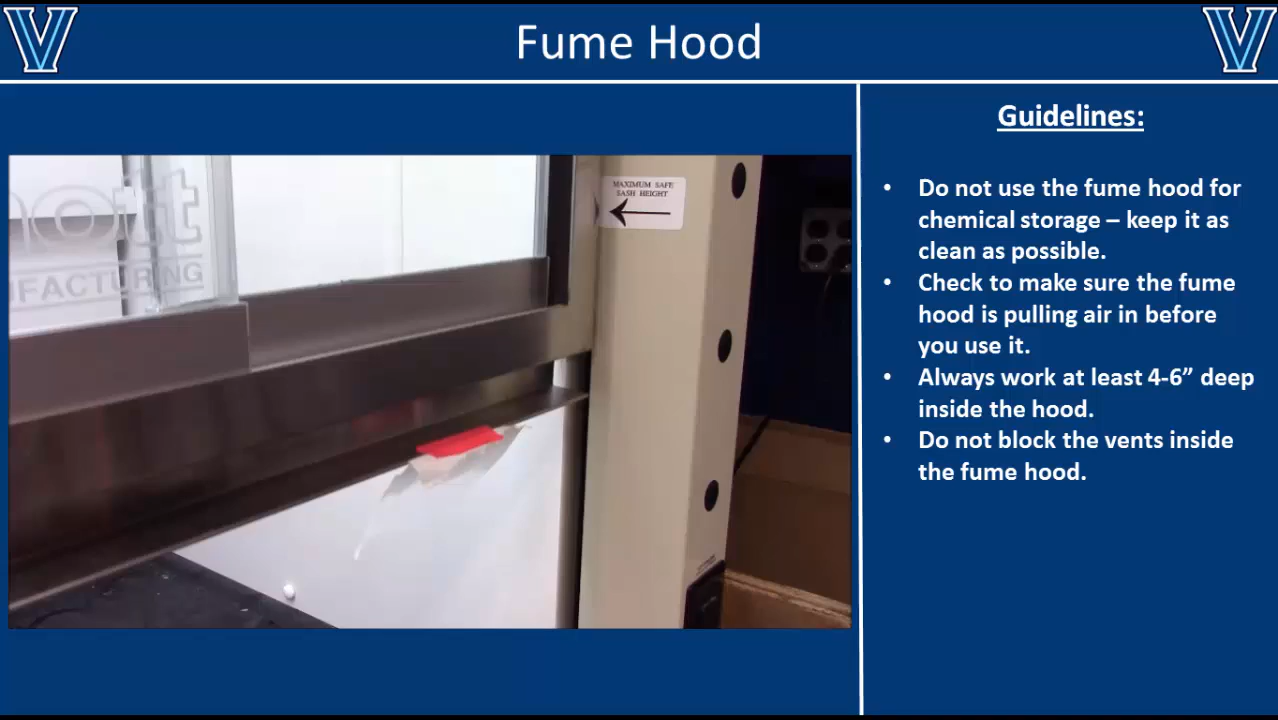 Fume Hood
Guidelines:
• Do not use the fume hood for
chemical storage – keep it as
clean as possible.
• Check to make sure the fume
hood is pulling air in before
you use it.
• Always work at least 4-6” deep
inside the hood.
• Do not block the vents inside
the fume hood.
MAXIMUM SAFE
SASH HEIGHT